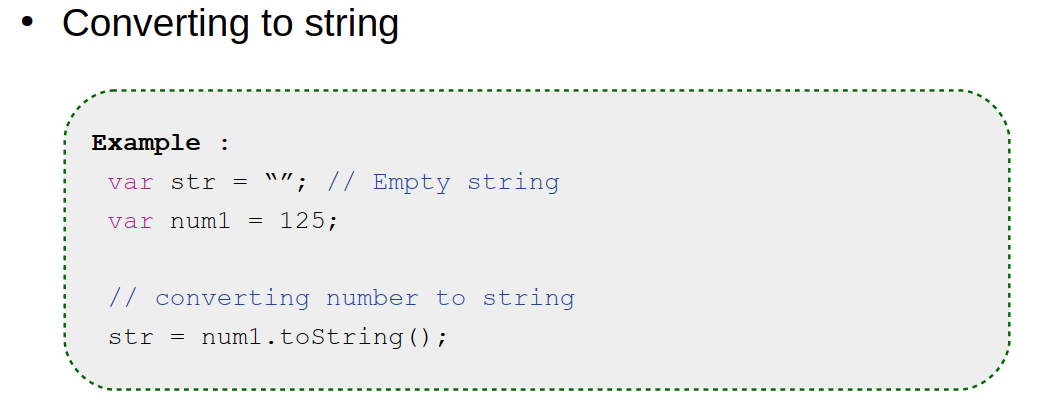 • Converting to string
Example :
var str = “”; // Empty string
var num1 = 125;
// converting number to string
str = num1.toString();